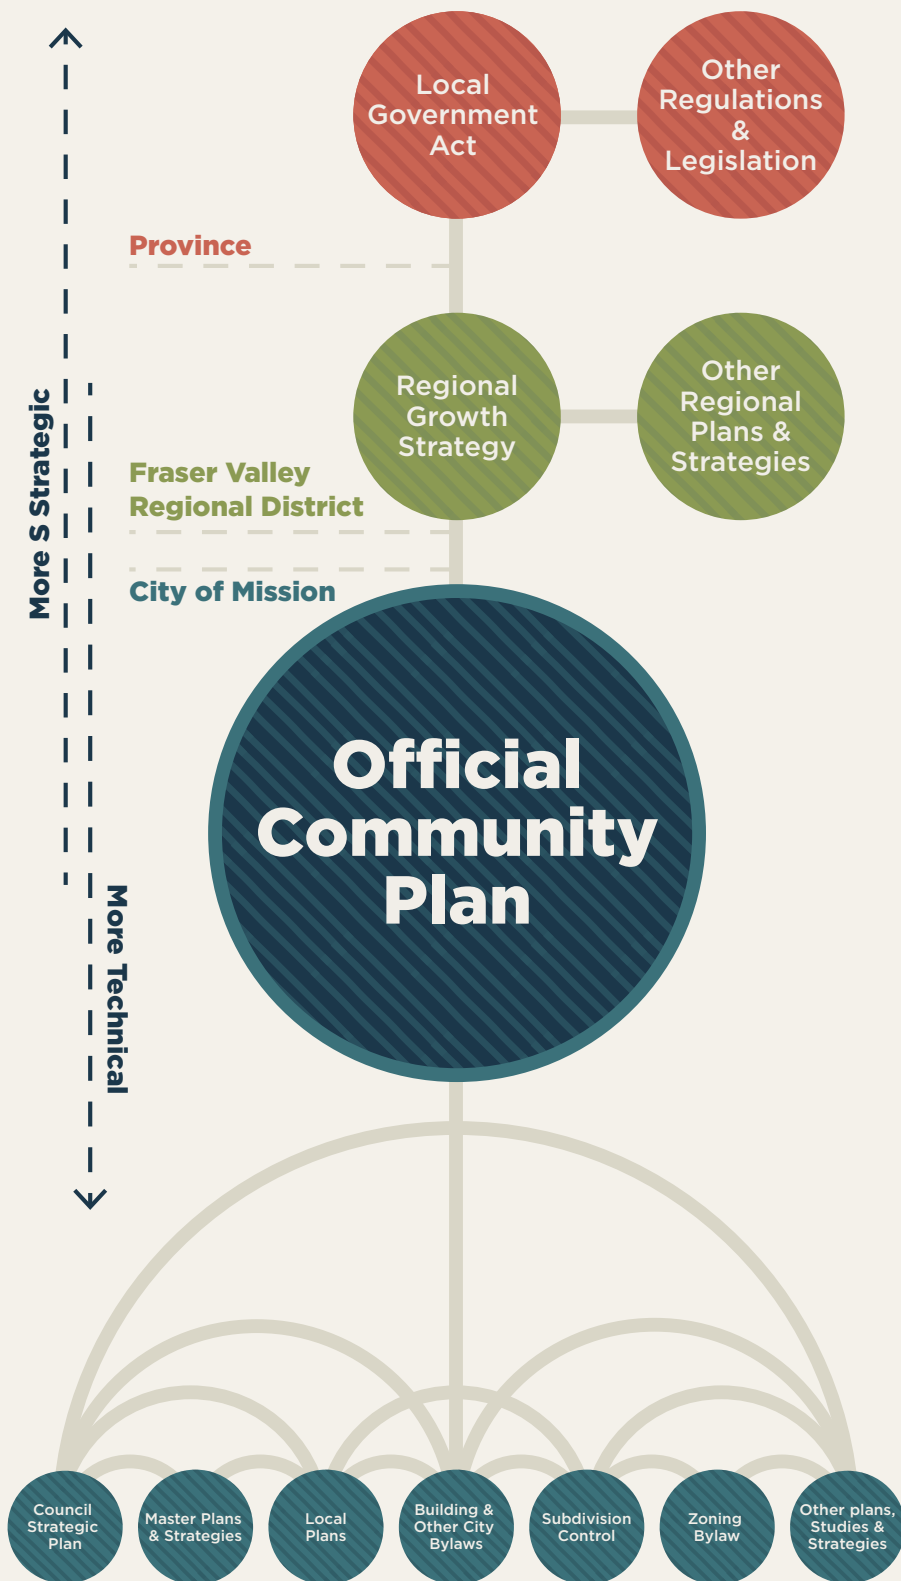 Local
Government
Act
Other
Regulations
&
Legislation
Province
Regional
Growth
Strategy
Other
Regional
Plans &
Strategies
More S Strategic
Fraser Valley
Regional District
City of Mission
Official
Community
Plan
More Technical
Council
Strategic
Plan
Master Plans
& Strategies
Local
Plans
Building &
Other City
Bylaws
Subdivision
Control
Zoning
Bylaw
Other plans,
Studies &
Strategies